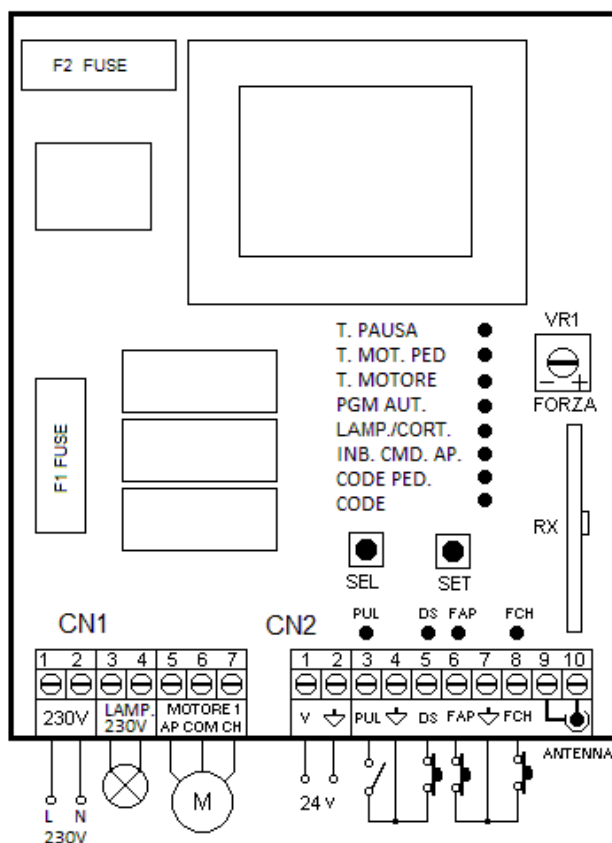 F2 FUSE
T. PAUSA
T. MOT. PED
T. MOTORE
PGM AUT.
LAMP./CORT.
INB. CMD. AP.
CODE PED.
CODE
VR1
- +
FORZA
F1 FUSE
RX
SEL
SET
CN1
CN2
PUL
DS
FAP
FCH
1 2 3 4 5 6 7
1 2 3 4 5 6 7 8 9 10
230V
LAMP.
230V
MOTORE 1
AP COM CH
V
PUL
DS
FAP
FCH
ANTENNA
L N
230V
M
24 V